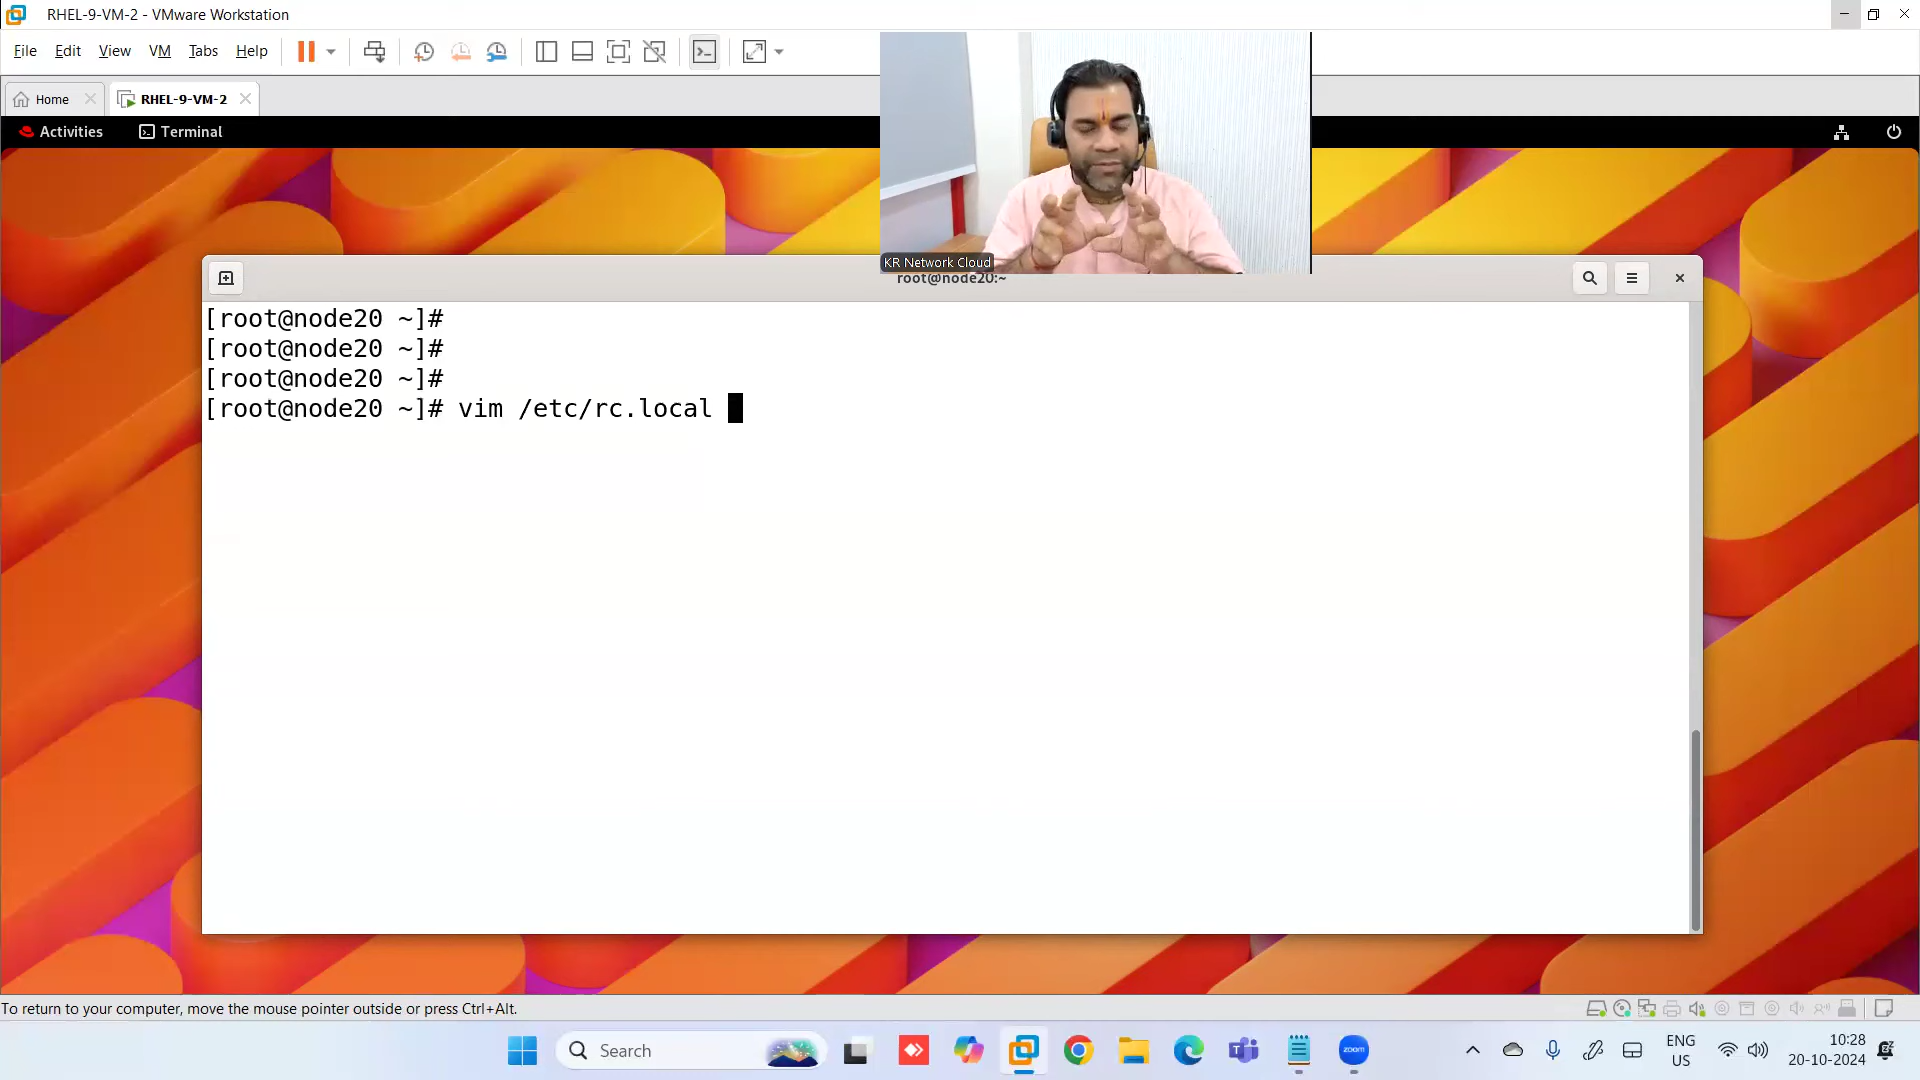 RHEL-9-VM-2 - VMware Workstation
File Edit View VM Tabs Help
Home RHEL-9-VM-2
Activities Terminal
KR Network Cloud
root@node20:~
[root@node20 ~]#
[root@node20 ~]#
[root@node20 ~]#
[root@node20 ~]# vim /etc/rc.local
To return to your computer, move the mouse pointer outside or press Ctrl+Alt.
Search
zoom
ENG
US
10:28
20-10-2024